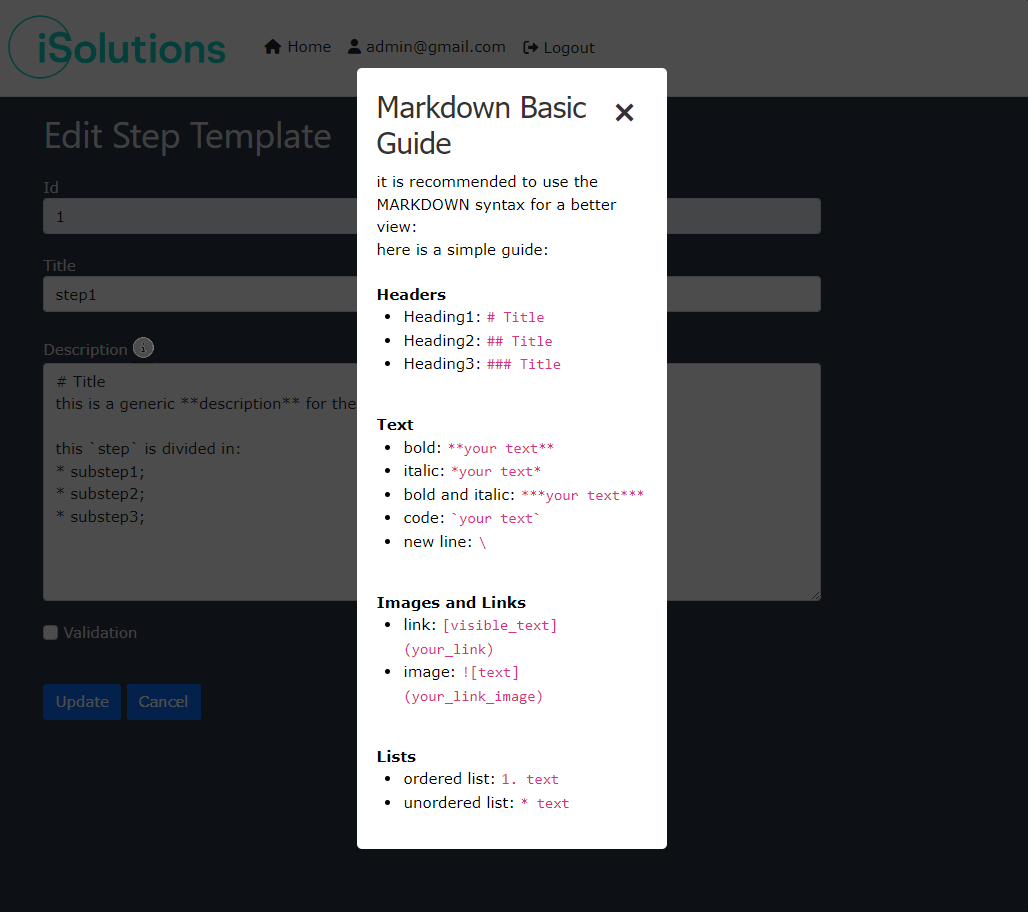 iSolutions
Home admin@gmail.com Logout
Edit Step Template
Id
1
Title
step1
Description i
# Title
this is a generic **description** for the
this `step` is divided in:
* substep1;
* substep2;
* substep3;
Validation
Update Cancel
Markdown Basic
Guide
it is recommended to use the
MARKDOWN syntax for a better
view:
here is a simple guide:
Headers
• Heading1: # Title
• Heading2: ## Title
• Heading3: ### Title
Text
• bold: **your text**
• italic: *your text*
• bold and italic: ***your text***
• code: `your text`
• new line: \
Images and Links
• link: [visible_text]
(your_link)
• image: ![text]
(your_link_image)
Lists
• ordered list: 1. text
• unordered list: * text